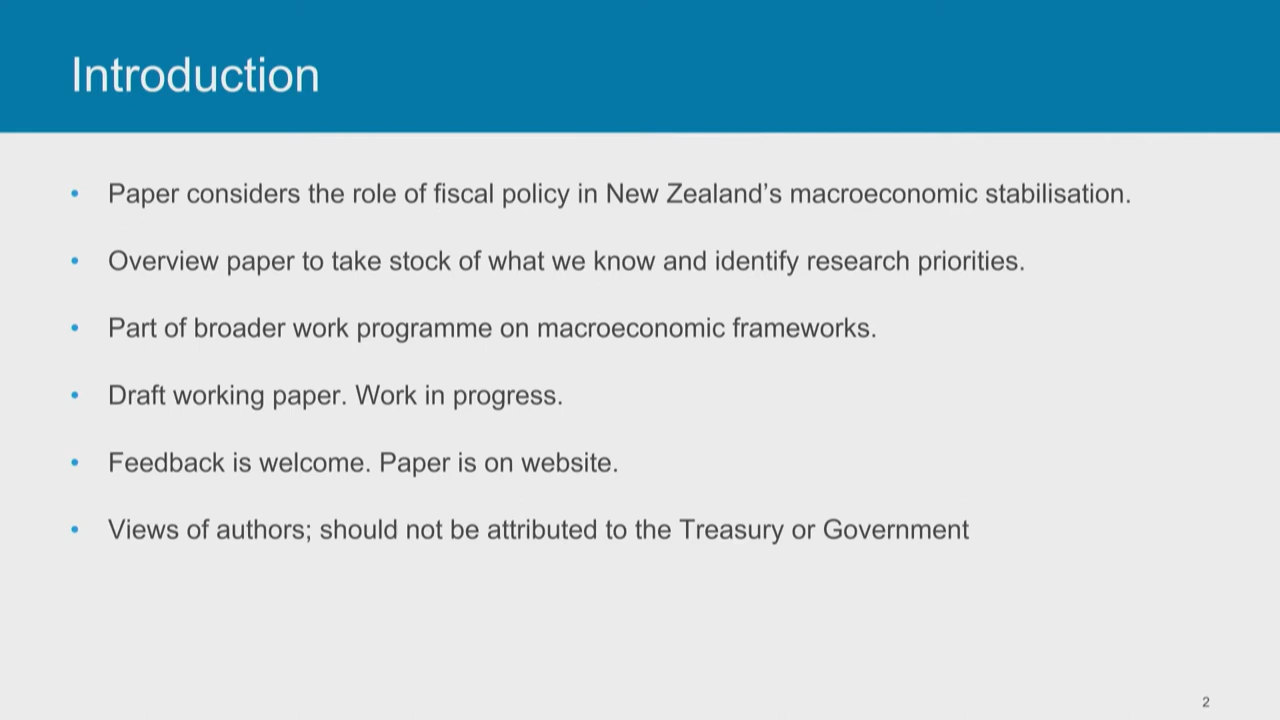 Introduction
• Paper considers the role of fiscal policy in New Zealand’s macroeconomic stabilisation.
• Overview paper to take stock of what we know and identify research priorities.
• Part of broader work programme on macroeconomic frameworks.
• Draft working paper. Work in progress.
• Feedback is welcome. Paper is on website.
• Views of authors; should not be attributed to the Treasury or Government
2